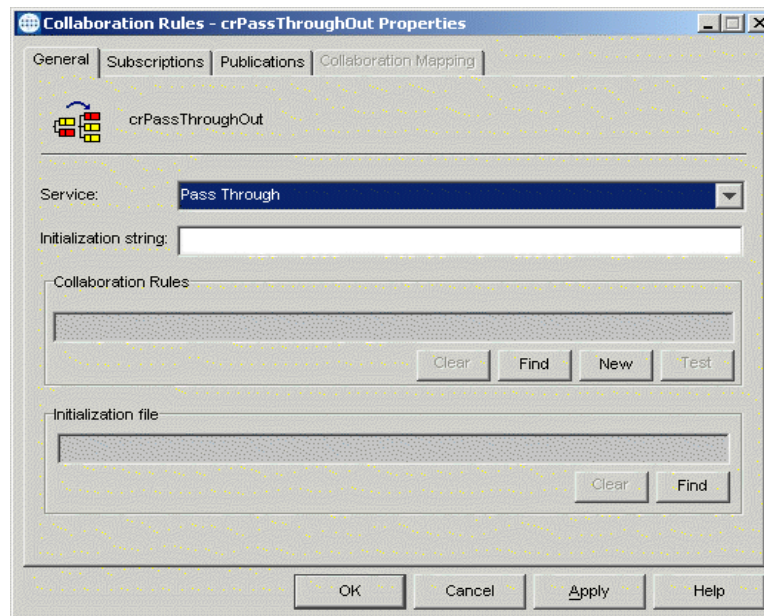 Collaboration Rules - crPassThroughOut Properties
General Subscriptions Publications Collaboration Mapping
crPassThroughOut
Service: Pass Through
Initialization string:
Collaboration Rules
Clear Find New Test
Initialization file
Clear Find
OK Cancel Apply Help